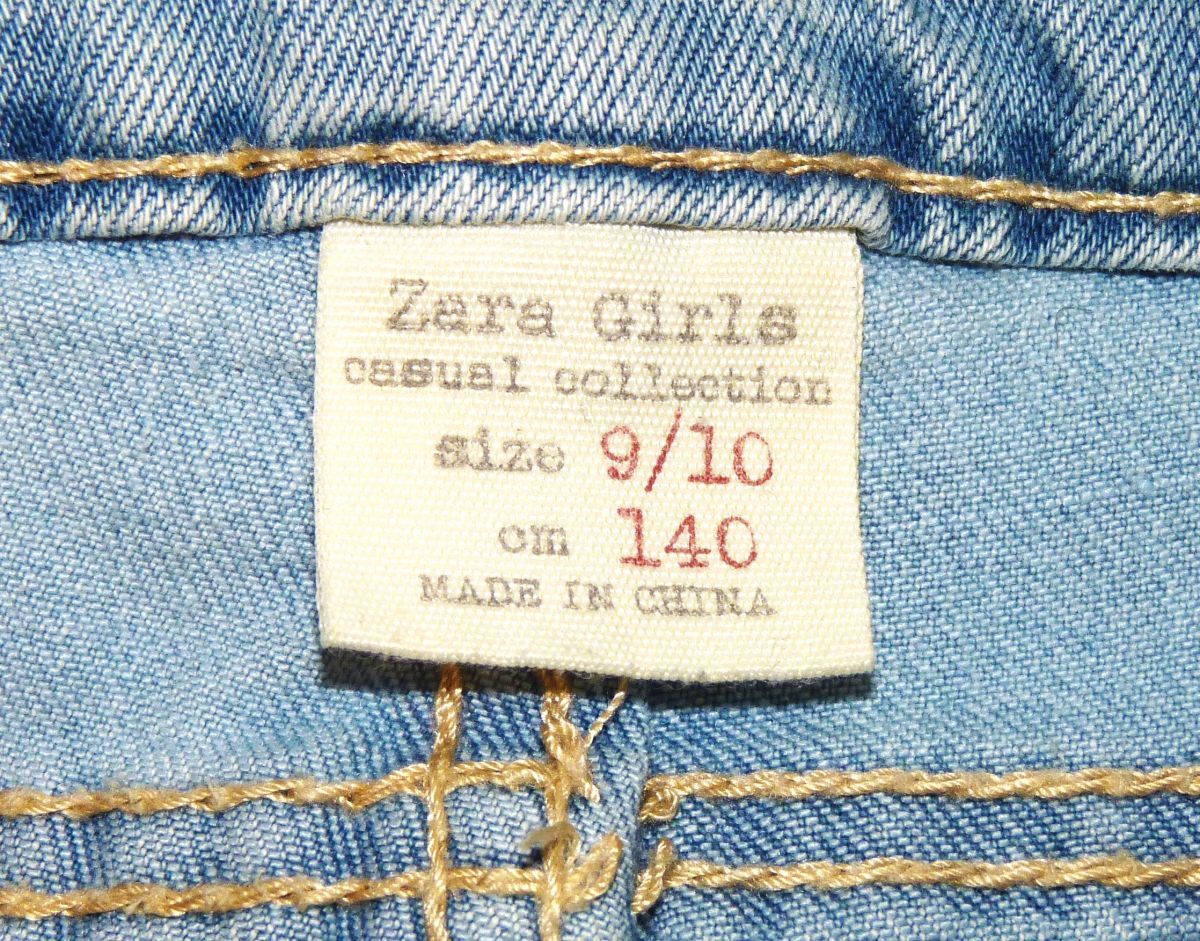 Zara Girls
casual collection
size 9/10
cm 140
MADE IN CHINA